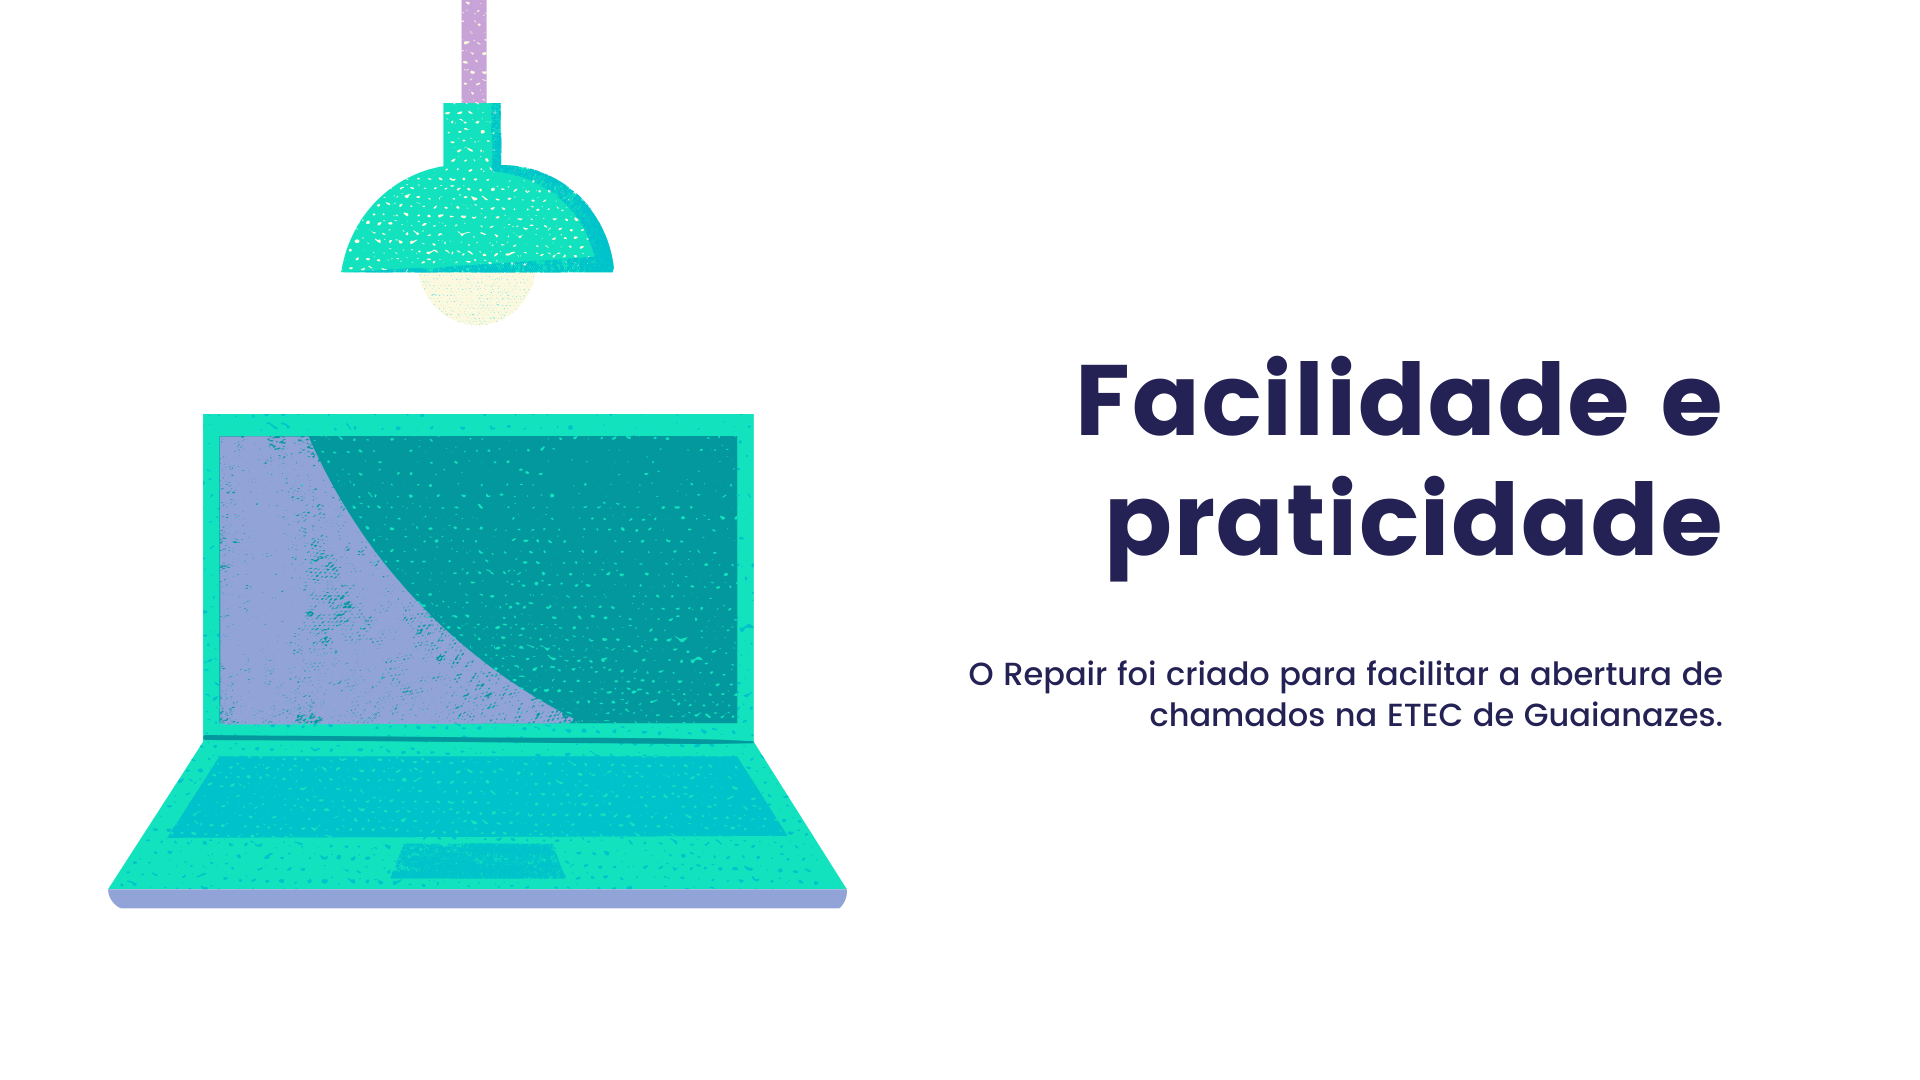 Facilidade e
praticidade
O Repair foi criado para facilitar a abertura de
chamados na ETEC de Guaianazes.